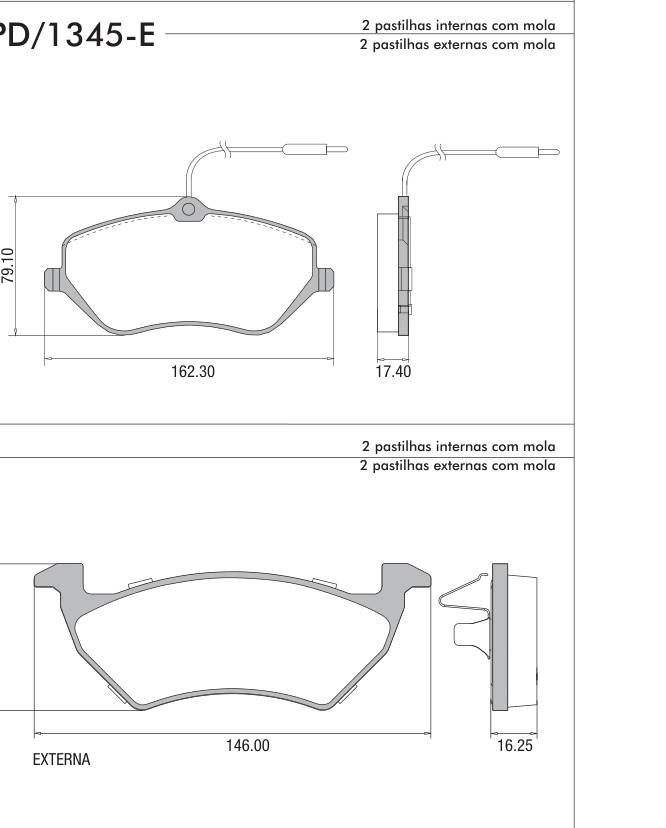 PD/1345-E
2 pastilhas internas com mola
2 pastilhas externas com mola
79.10
162.30
17.40
2 pastilhas internas com mola
2 pastilhas externas com mola
146.00
16.25
EXTERNA